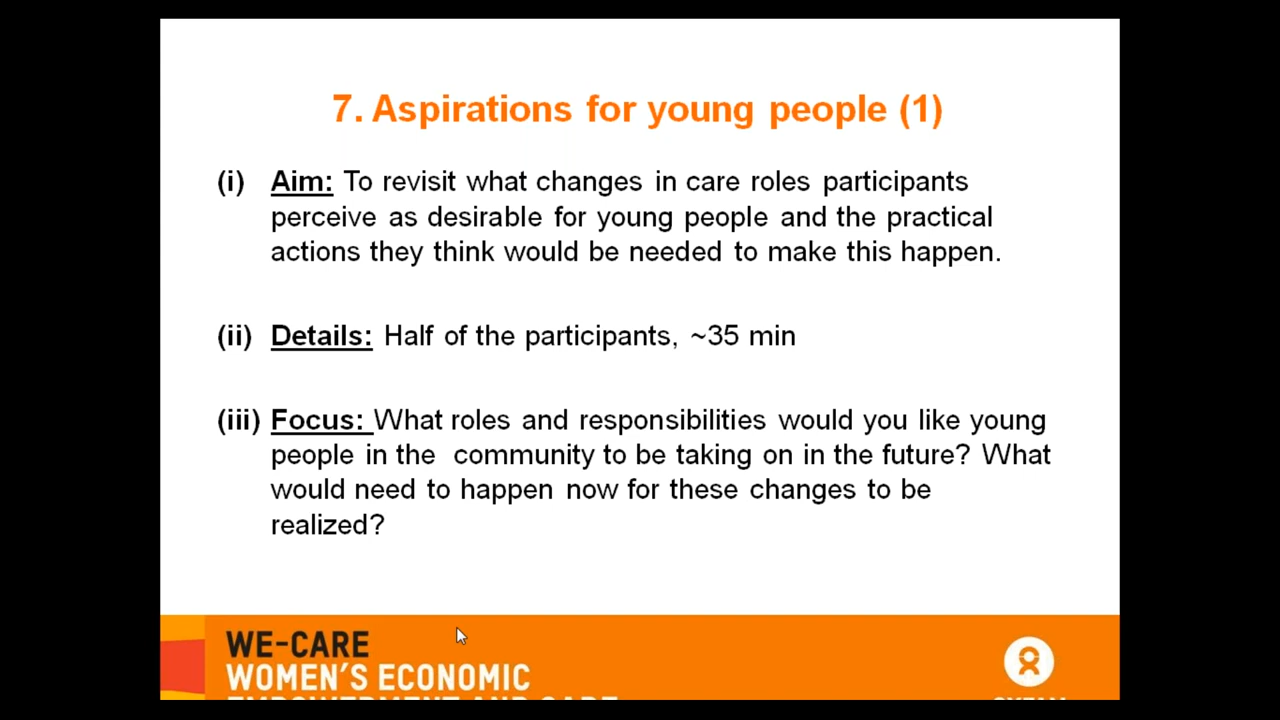 7. Aspirations for young people (1)
(i) Aim: To revisit what changes in care roles participants
perceive as desirable for young people and the practical
actions they think would be needed to make this happen.
(ii) Details: Half of the participants, ~35 min
(iii) Focus: What roles and responsibilities would you like young
people in the community to be taking on in the future? What
would need to happen now for these changes to be
realized?
WE-CARE
WOMEN'S ECONOMIC
EMPOWERMENT AND CARE
OXFAM